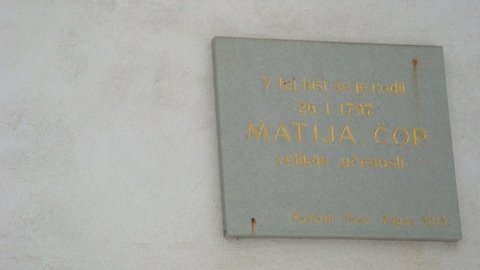 V tej hiši se je rodil
26. 1. 1797
MATIJA ČOP
velikan učenosti.